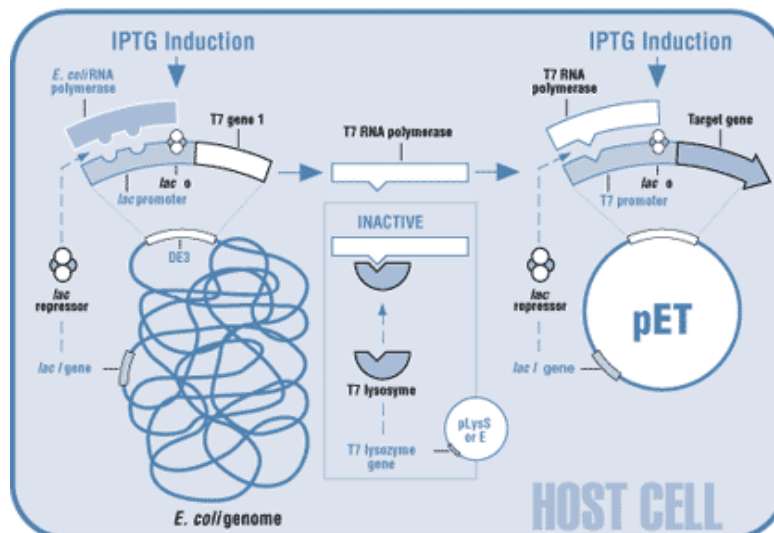 IPTG Induction
E. coli RNA
polymerase
T7 gene 1
lac o
lac promoter
DE3
lac
repressor
lac I gene
E. coli genome
T7 RNA polymerase
INACTIVE
T7 lysosyme
T7 lysozyme
gene
pLysS
or E
IPTG Induction
T7 RNA
polymerase
Target gene
lac o
T7 promoter
lac
repressor
pET
lac I gene
HOST CELL